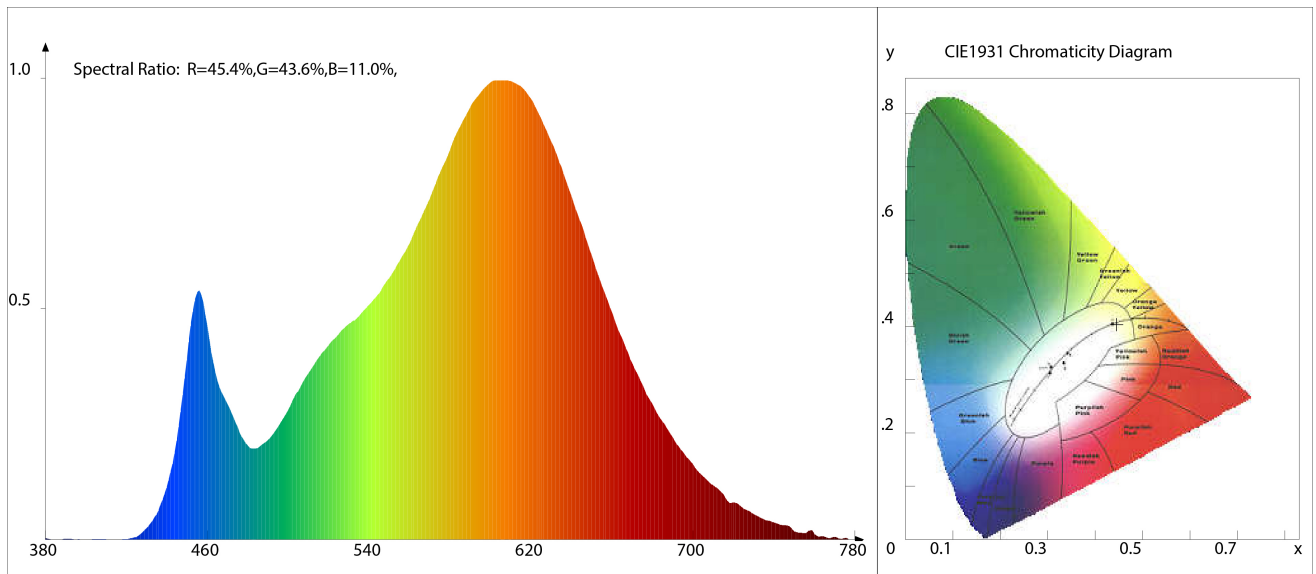 Spectral Ratio: R=45.4%,G=43.6%,B=11.0%,
1.0
0.5
380
460
540
620
700
780
y
CIE1931 Chromaticity Diagram
.8
.6
.4
.2
0
0.1
0.3
0.5
0.7
x
Yellowish
Green
Green
Yellow
Green
Greenish
Yellow
Yellow
Orange
Yellow
Orange
Bluish
Green
Yellowish
Pink
Reddish
Orange
Pink
Red
Purplish
Pink
Greenish
Blue
Purplish
Red
Blue
Purple
Reddish
Purple